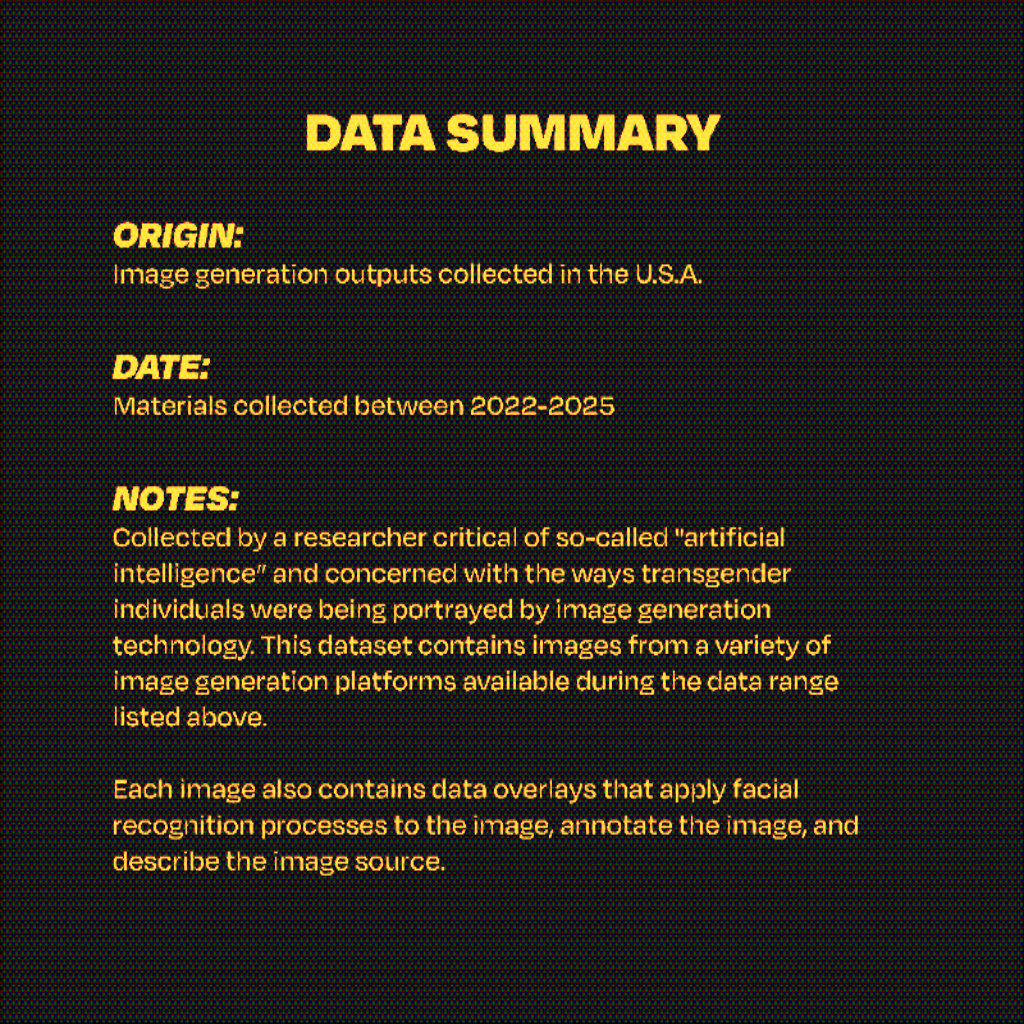 DATA SUMMARY
ORIGIN:
Image generation outputs collected in the U.S.A.
DATE:
Materials collected between 2022-2025
NOTES:
Collected by a researcher critical of so-called "artificial
intelligence” and concerned with the ways transgender
individuals were being portrayed by image generation
technology. This dataset contains images from a variety of
image generation platforms available during the data range
listed above.
Each image also contains data overlays that apply facial
recognition processes to the image, annotate the image, and
describe the image source.